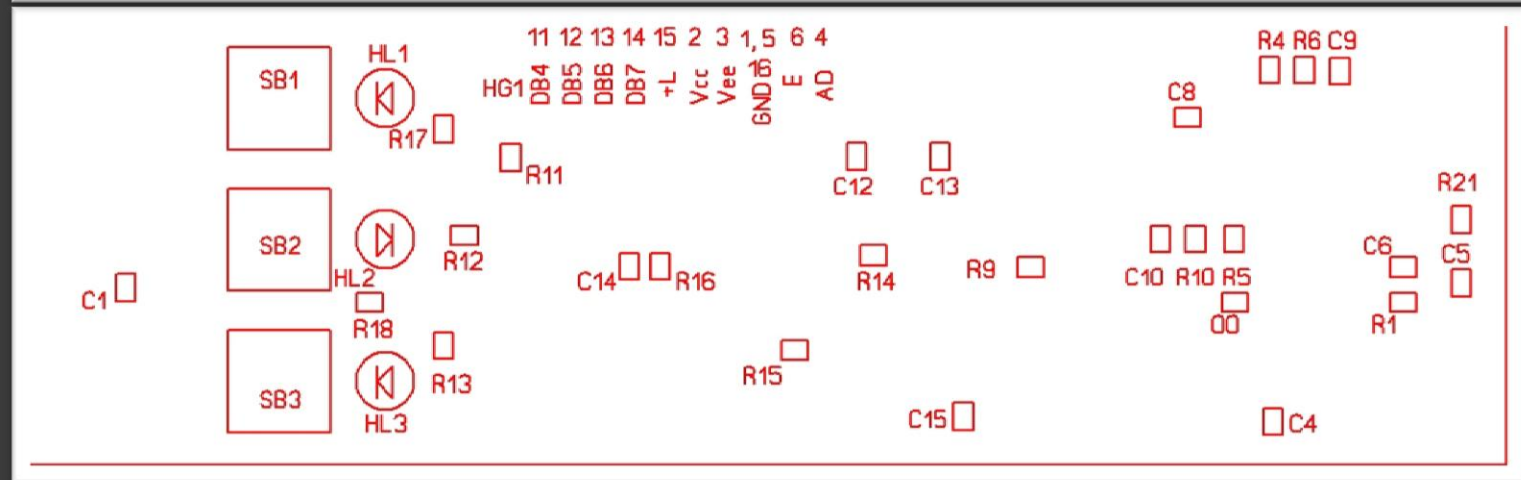 11 12 13 14 15 2 3 1,5 6 4
HL1
R4 R6 C9
SB1
HG1 DB4 DB5 DB6 DB7 +L Vcc Vee GND 16 E AD
C8
R17
R11
C12 C13
R21
SB2
R12
C6 C5
HL2
C14 R16
R14
R9
C10 R10 R5
C1
R18
00
R1
R15
R13
SB3
HL3
C15
C4